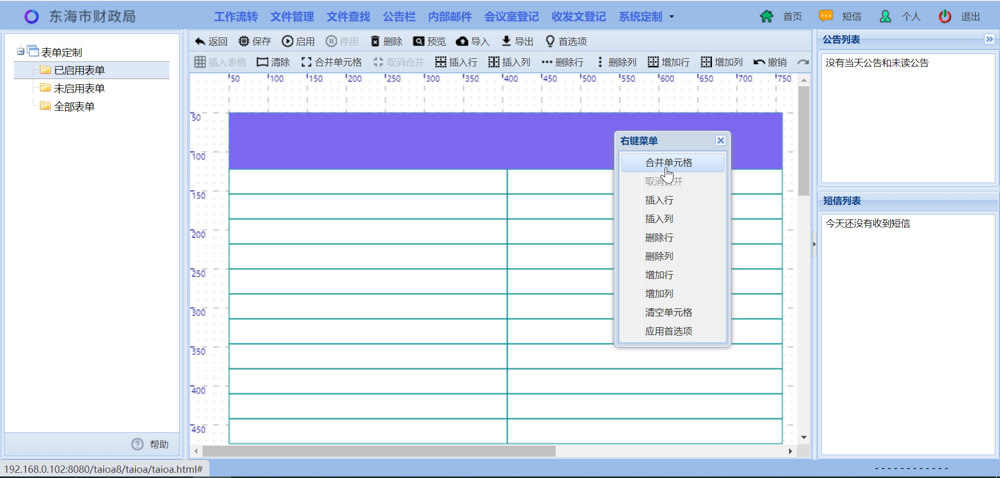 东海市财政局
工作流转 文件管理 文件查找 公告栏 内部邮件 会议室登记 收发文登记 系统定制
首页 短信 个人 退出
表单定制
已启用表单
未启用表单
全部表单
帮助
返回 保存 启用 停用 删除 预览 导入 导出 首选项
插入表格 清除 合并单元格 取消合并 插入行 插入列 删除行 删除列 增加行 增加列 撤销
50 100 150 200 250 300 350 400 450 500 550 600 650 700 750
50
100
150
200
250
300
350
400
450
右键菜单
合并单元格
取消合并
插入行
插入列
删除行
删除列
增加行
增加列
清空单元格
应用首选项
公告列表
没有当天公告和未读公告
短信列表
今天还没有收到短信
192.168.0.102:8080/taioa8/taioa/taioa.html#
- - - - - - - - - - - -